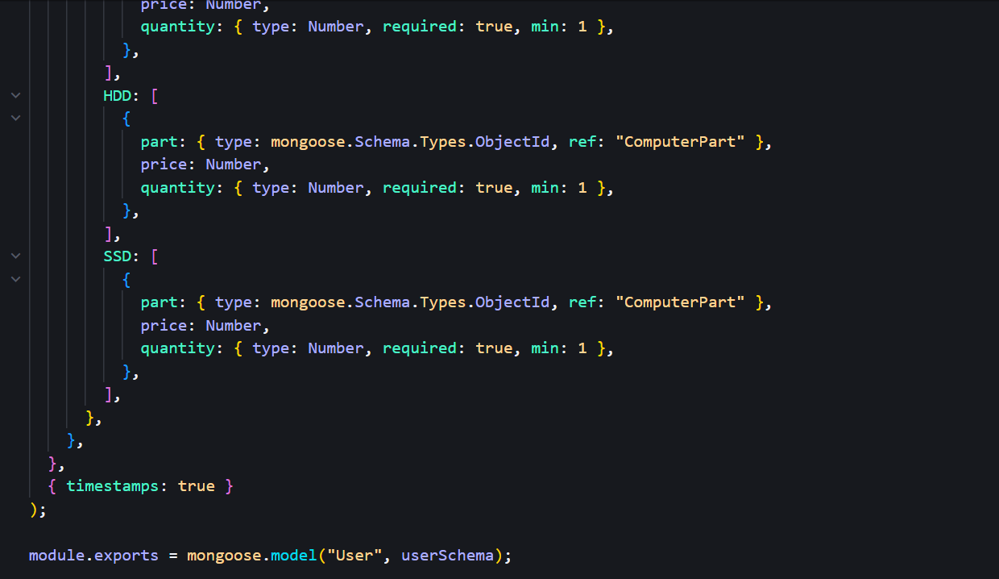 price: Number,
quantity: { type: Number, required: true, min: 1 },
},
],
HDD: [
{
part: { type: mongoose.Schema.Types.ObjectId, ref: "ComputerPart" },
price: Number,
quantity: { type: Number, required: true, min: 1 },
},
],
SSD: [
{
part: { type: mongoose.Schema.Types.ObjectId, ref: "ComputerPart" },
price: Number,
quantity: { type: Number, required: true, min: 1 },
},
],
},
},
},
{ timestamps: true }
);
module.exports = mongoose.model("User", userSchema);